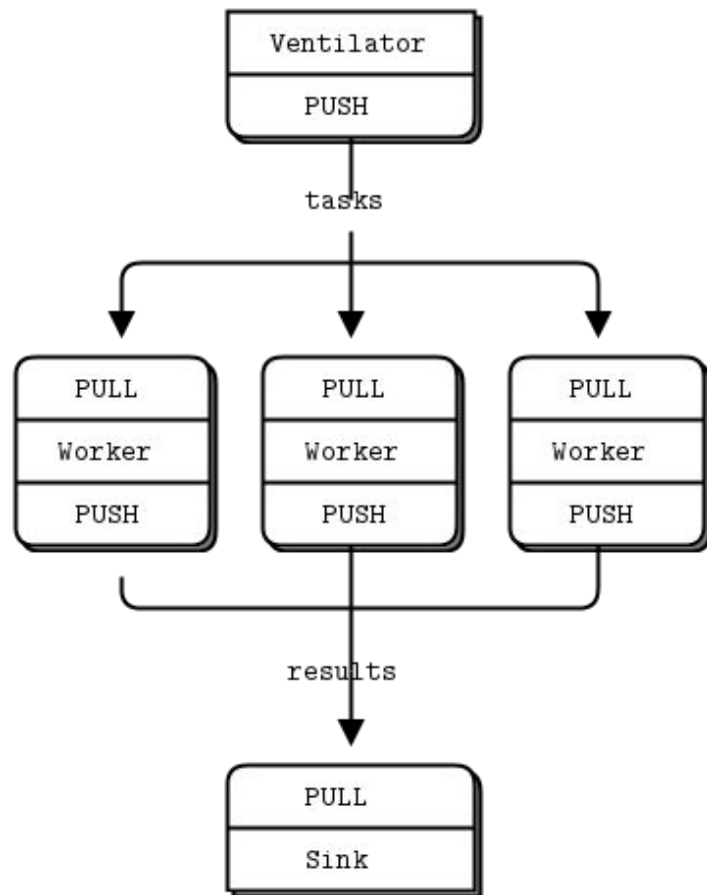 Ventilator
PUSH
tasks
PULL PULL PULL
Worker Worker Worker
PUSH PUSH PUSH
results
PULL
Sink